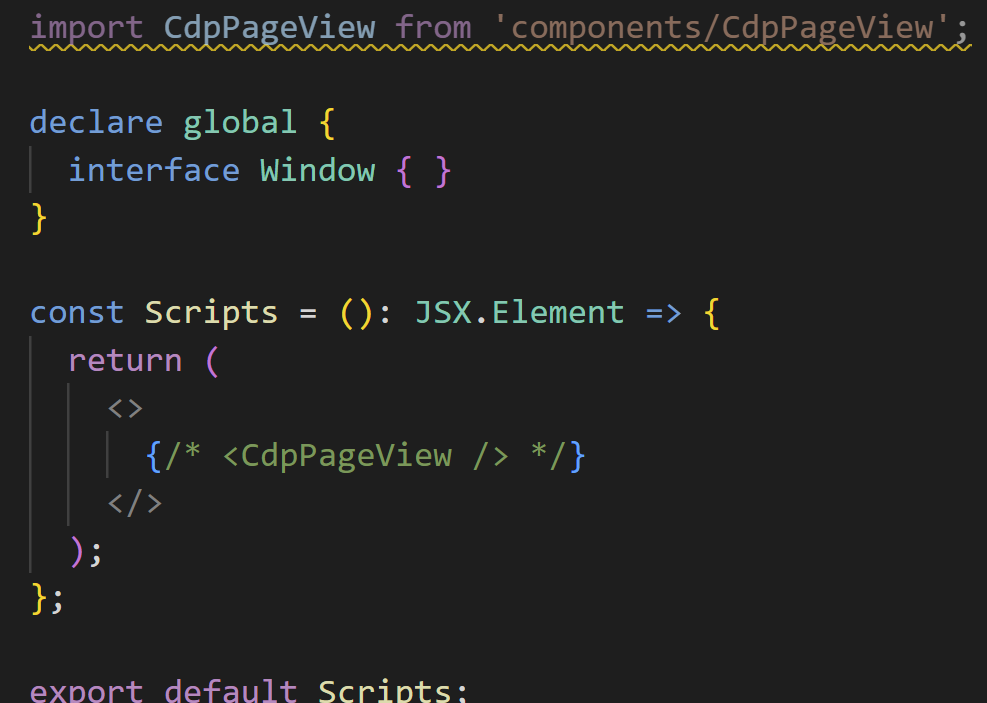 import CdpPageView from 'components/CdpPageView';
declare global {
interface Window { }
}
const Scripts = (): JSX.Element => {
return (
<>
{/* <CdpPageView /> */}
</>
);
};
export default Scripts;